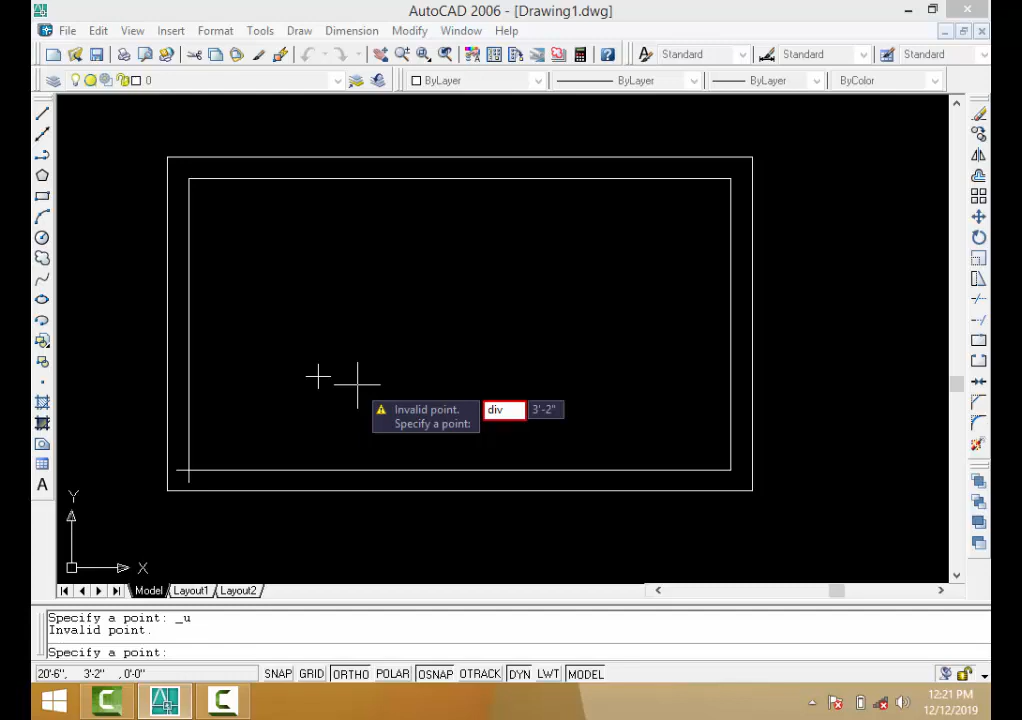 AutoCAD 2006 - [Drawing1.dwg]
File Edit View Insert Format Tools Draw Dimension Modify Window Help
Standard Standard Standard
0 ByLayer ByLayer ByLayer ByColor
Invalid point. div 3'-2"
Specify a point:
Y
X
Model Layout1 Layout2
Specify a point: _u
Invalid point.
Specify a point:
20'-6", 3'-2" ,0'-0" SNAP GRID ORTHO POLAR OSNAP OTRACK DYN LWT MODEL
12:21 PM
12/12/2019